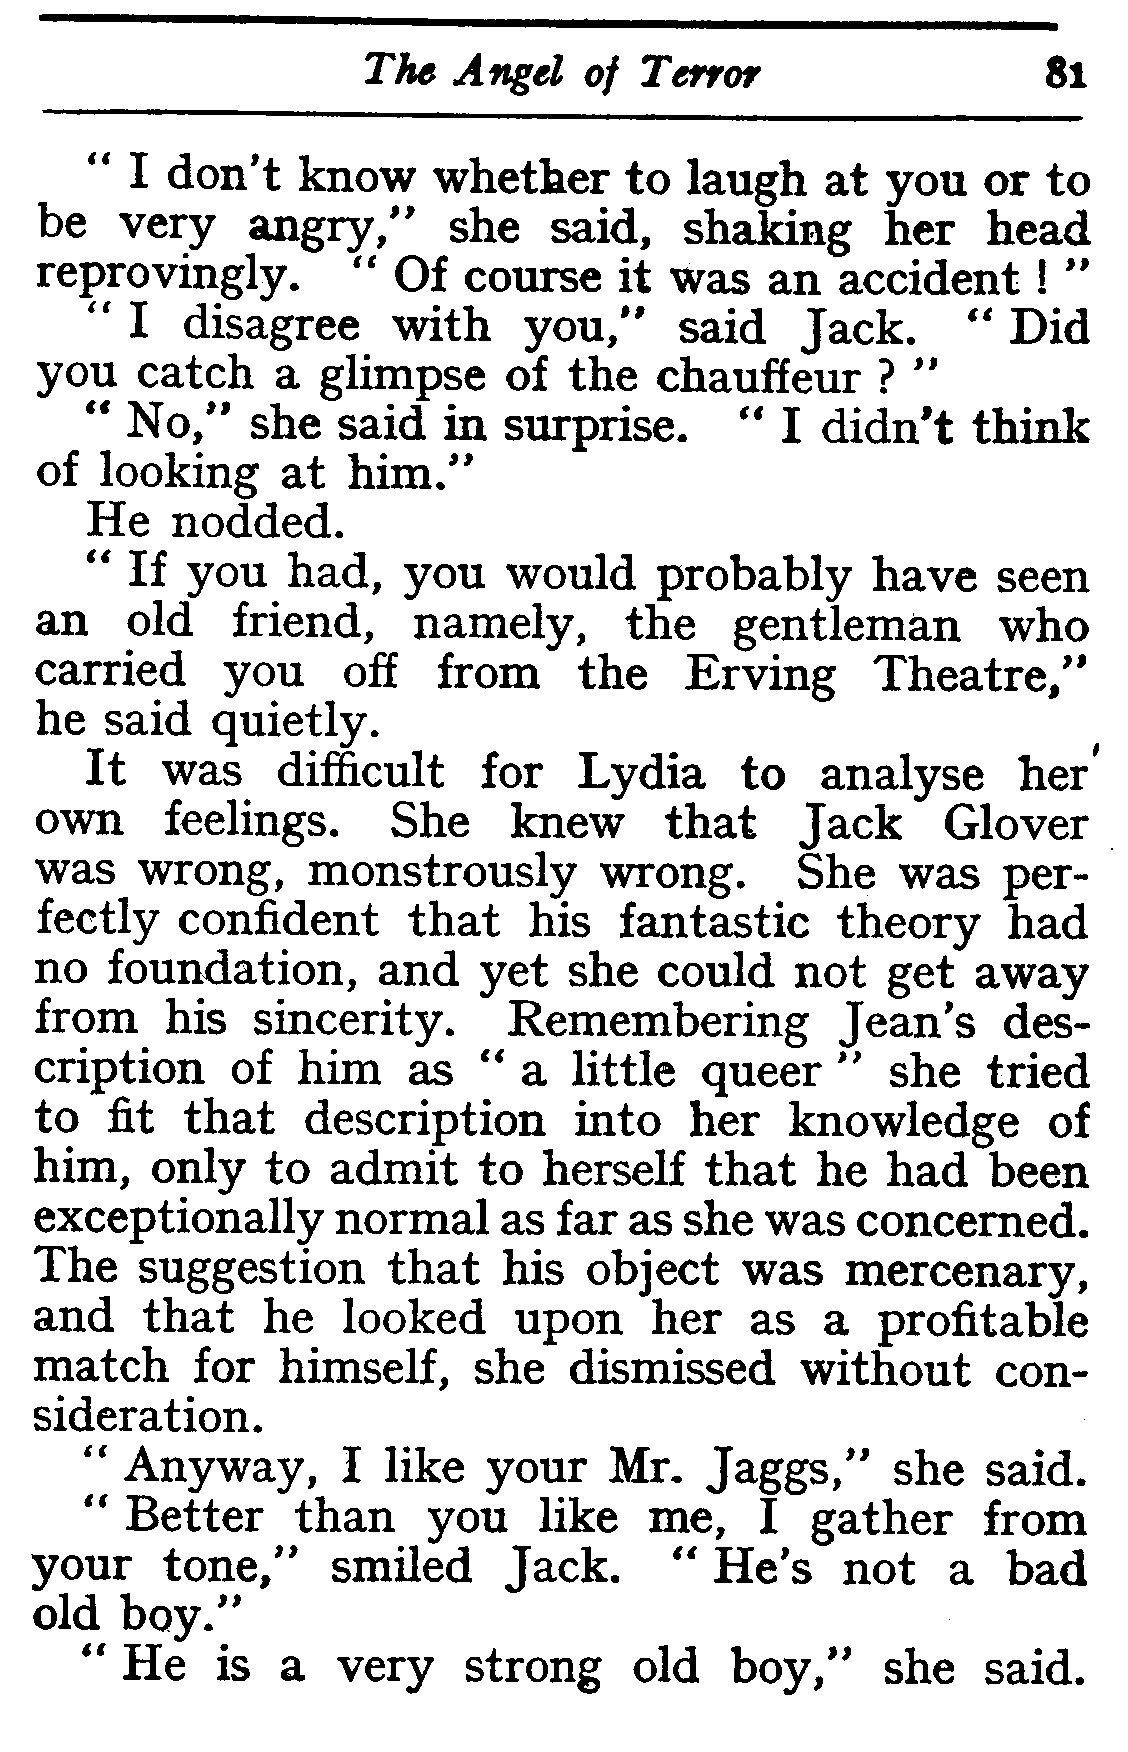 The Angel of Terror 81
" I don't know whether to laugh at you or to
be very angry," she said, shaking her head
reprovingly. " Of course it was an accident ! "
" I disagree with you," said Jack. " Did
you catch a glimpse of the chauffeur ? "
" No," she said in surprise. " I didn't think
of looking at him."
He nodded.
" If you had, you would probably have seen
an old friend, namely, the gentleman who
carried you off from the Erving Theatre,"
he said quietly.
It was difficult for Lydia to analyse her
own feelings. She knew that Jack Glover
was wrong, monstrously wrong. She was per-
fectly confident that his fantastic theory had
no foundation, and yet she could not get away
from his sincerity. Remembering Jean's des-
cription of him as " a little queer " she tried
to fit that description into her knowledge of
him, only to admit to herself that he had been
exceptionally normal as far as she was concerned.
The suggestion that his object was mercenary,
and that he looked upon her as a profitable
match for himself, she dismissed without con-
sideration.
" Anyway, I like your Mr. Jaggs," she said.
" Better than you like me, I gather from
your tone," smiled Jack. " He's not a bad
old boy."
" He is a very strong old boy," she said.